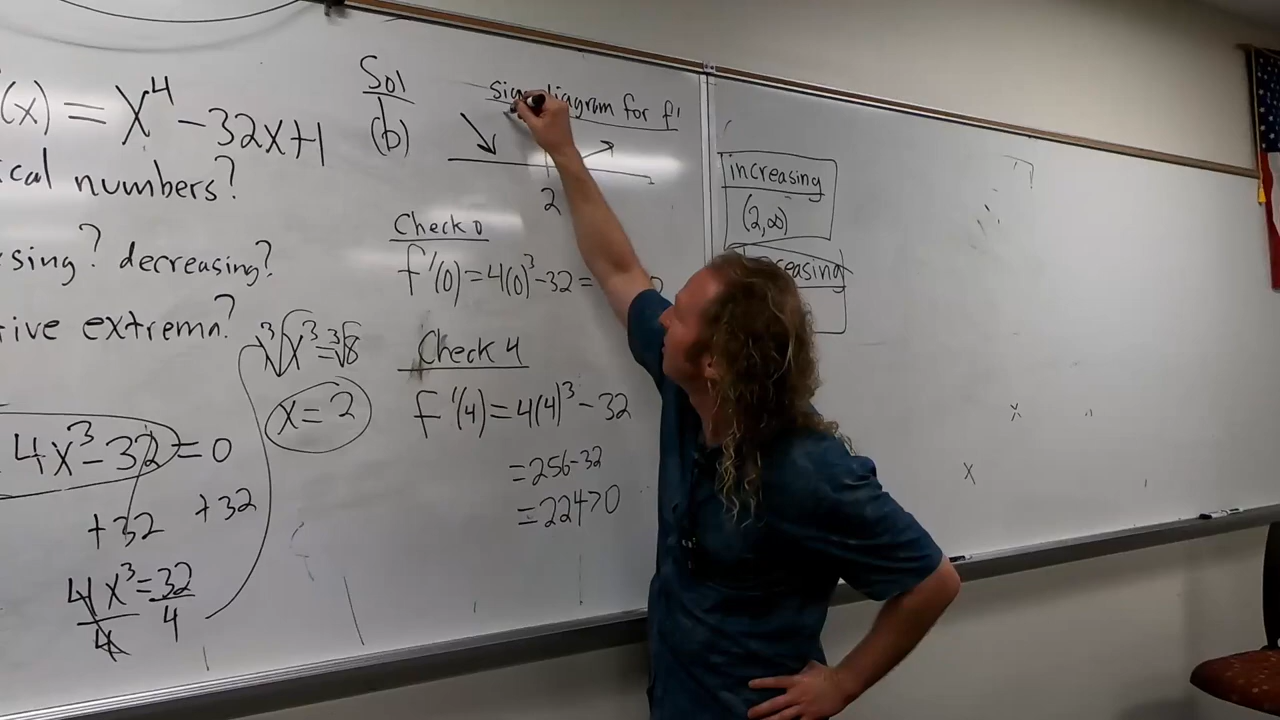 (x) = x⁴ - 32x + 1
ical numbers?
sing? decreasing?
tive extrema?
4x³ - 32 = 0
+32 +32
4x³ = 32
4 4
∛x³ = ∛8
x = 2
Sol
(b)
sign diagram for f'
2
Check 0
f'(0) = 4(0)³ - 32 =
Check 4
f'(4) = 4(4)³ - 32
= 256 - 32
= 224 > 0
increasing
(2, ∞)
creasing